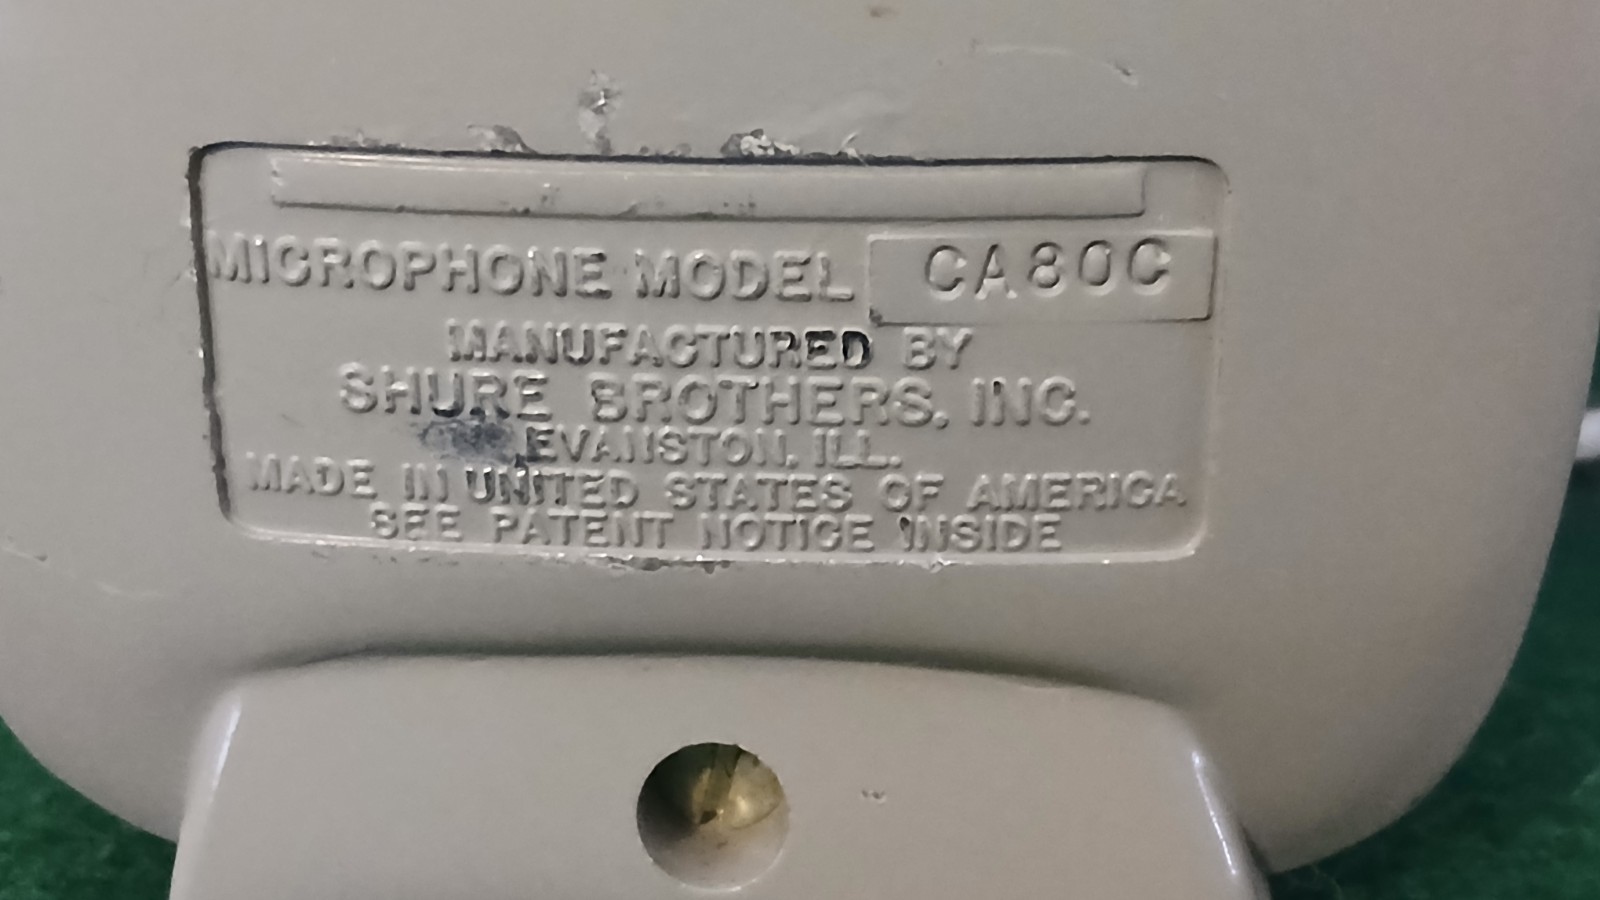 MICROPHONE MODEL CA80C
MANUFACTURED BY
SHURE BROTHERS, INC.
EVANSTON, ILL.
MADE IN UNITED STATES OF AMERICA
SEE PATENT NOTICE INSIDE